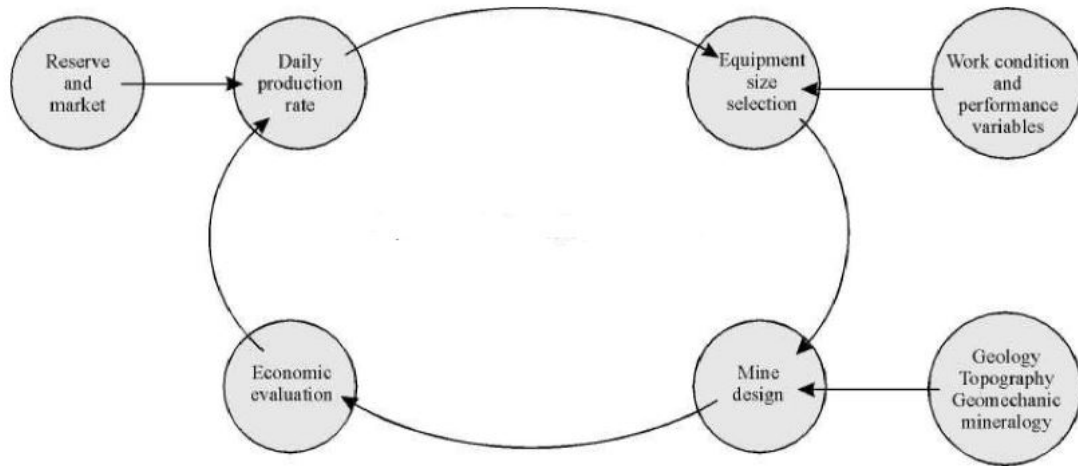 Reserve
and
market
Daily
production
rate
Equipment
size
selection
Work condition
and
performance
variables
Economic
evaluation
Mine
design
Geology
Topography
Geomechanic
mineralogy